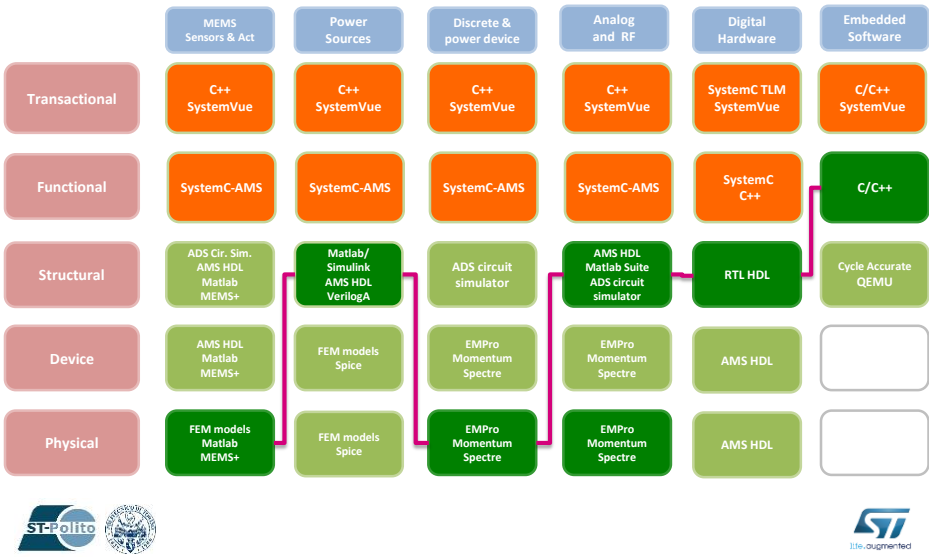 MEMS
Sensors & Act
Power
Sources
Discrete &
power device
Analog
and RF
Digital
Hardware
Embedded
Software
Transactional
C++
SystemVue
C++
SystemVue
C++
SystemVue
C++
SystemVue
SystemC TLM
SystemVue
C/C++
SystemVue
Functional
SystemC-AMS
SystemC-AMS
SystemC-AMS
SystemC-AMS
SystemC
C++
C/C++
Structural
ADS Cir. Sim.
AMS HDL
Matlab
MEMS+
Matlab/
Simulink
AMS HDL
VerilogA
ADS circuit
simulator
AMS HDL
Matlab Suite
ADS circuit
simulator
RTL HDL
Cycle Accurate
QEMU
Device
AMS HDL
Matlab
MEMS+
FEM models
Spice
EMPro
Momentum
Spectre
EMPro
Momentum
Spectre
AMS HDL
Physical
FEM models
Matlab
MEMS+
FEM models
Spice
EMPro
Momentum
Spectre
EMPro
Momentum
Spectre
AMS HDL
ST-Polito
ST
life.augmented